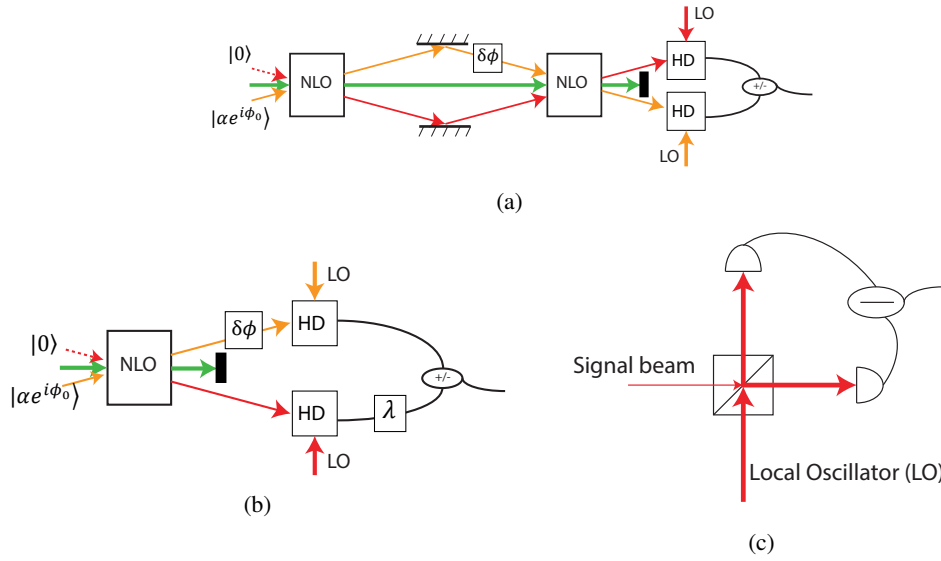 LO
|0⟩
δϕ
HD
NLO
NLO
+/-
|αe^{iϕ₀}⟩
HD
LO
(a)
LO
δϕ
HD
|0⟩
NLO
+/-
|αe^{iϕ₀}⟩
HD
λ
LO
(b)
Signal beam
Local Oscillator (LO)
(c)